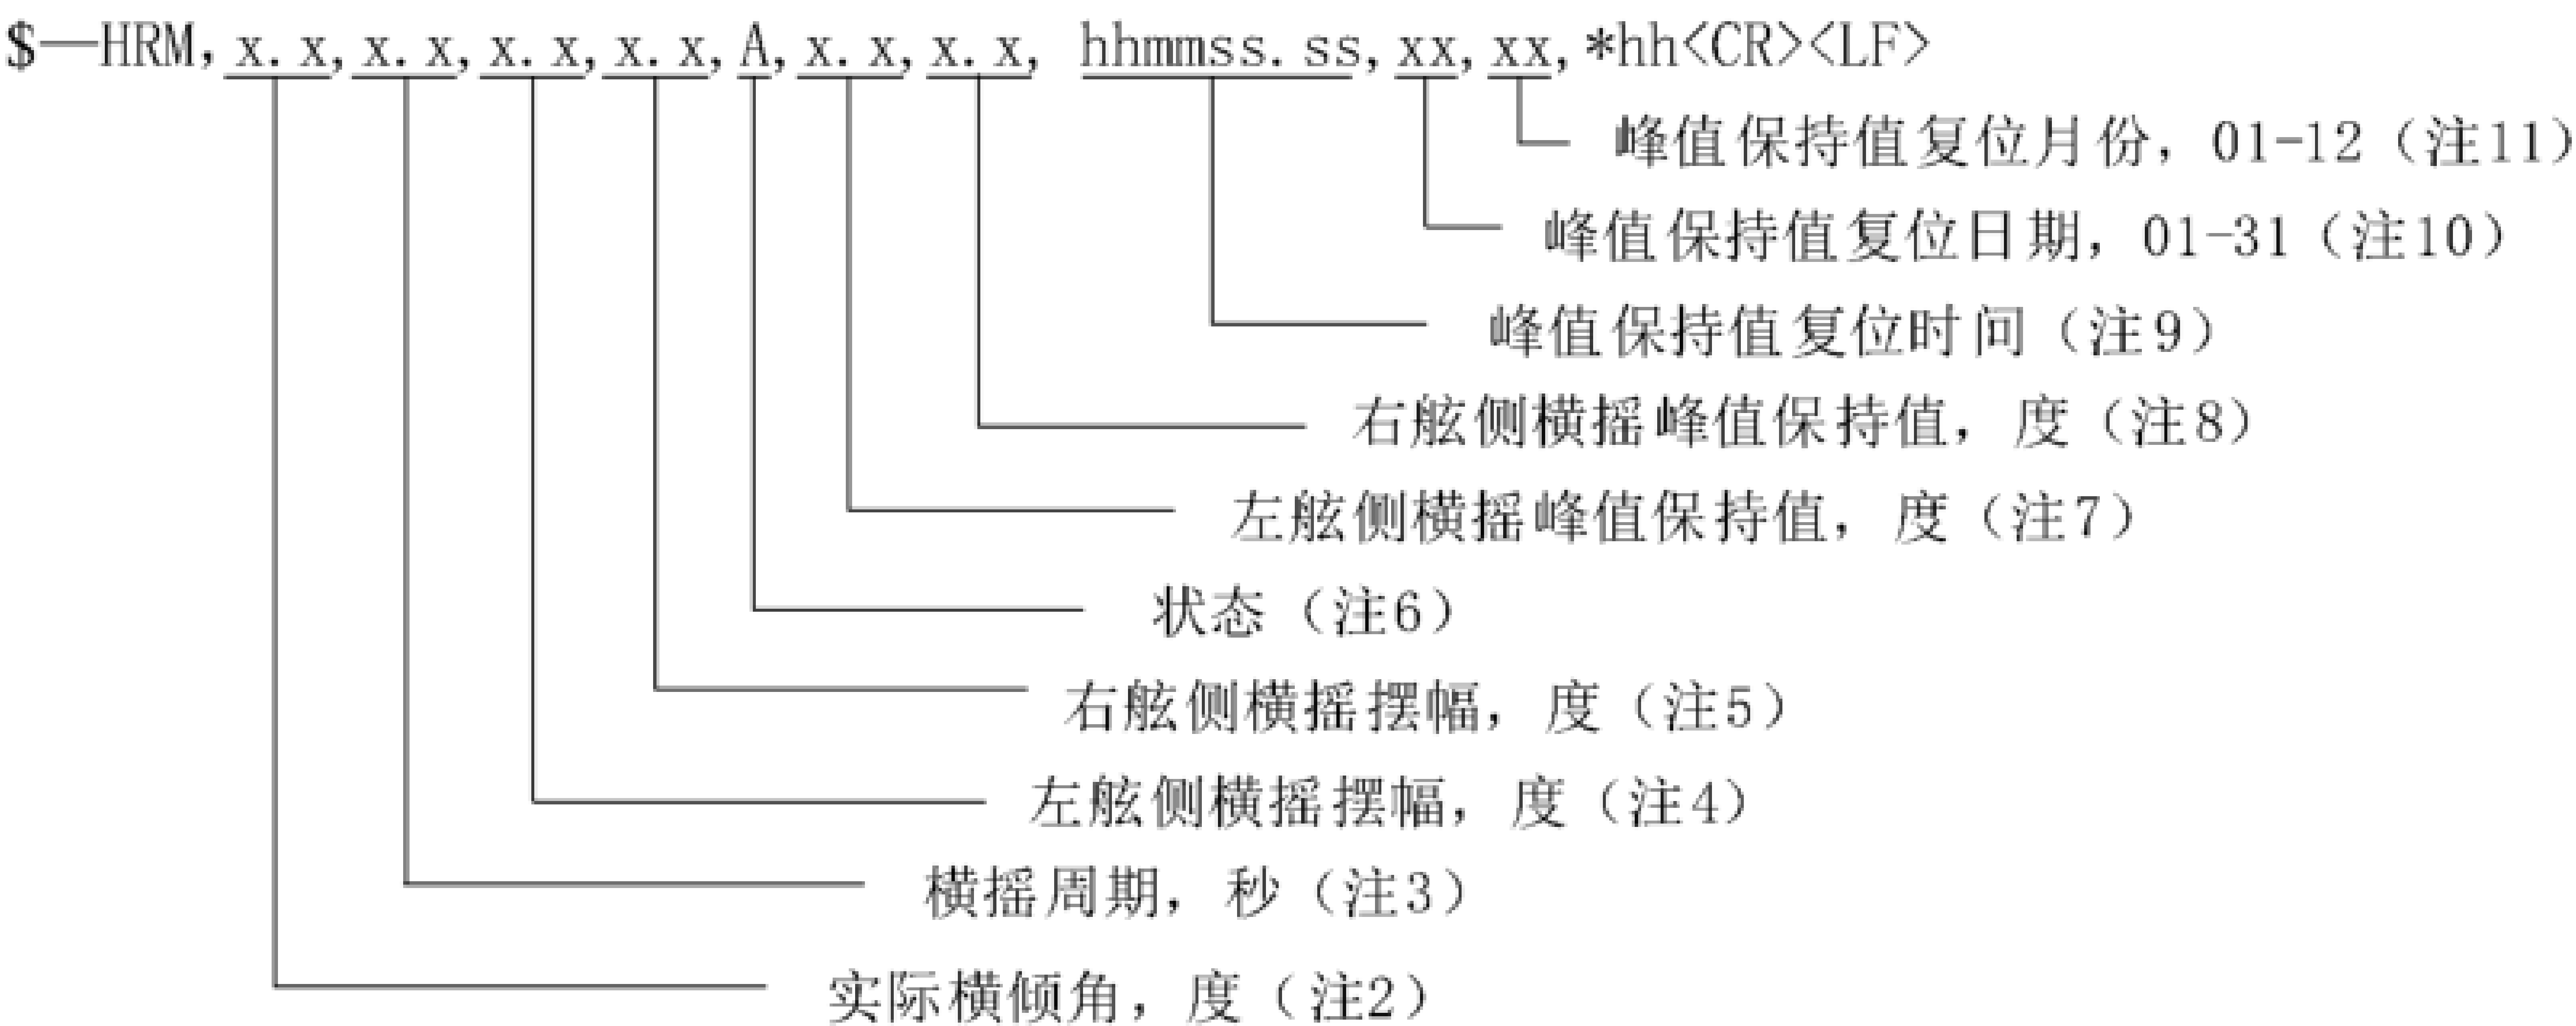 $—HRM, x.x, x.x, x.x, x.x, A, x.x, x.x, hhmmss.ss, xx, xx, *hh<CR><LF>
峰值保持值复位月份，01-12（注11）
峰值保持值复位日期，01-31（注10）
峰值保持值复位时间（注9）
右舷侧横摇峰值保持值，度（注8）
左舷侧横摇峰值保持值，度（注7）
状态（注6）
右舷侧横摇摆幅，度（注5）
左舷侧横摇摆幅，度（注4）
横摇周期，秒（注3）
实际横倾角，度（注2）